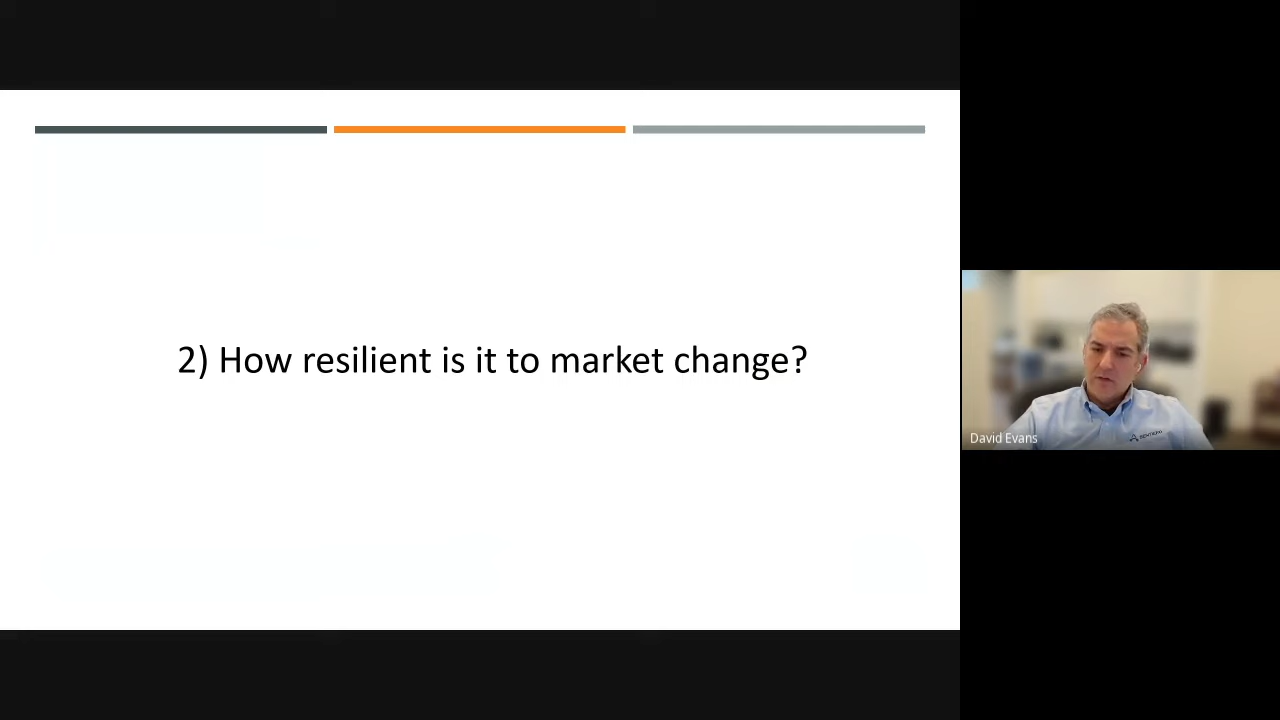 2) How resilient is it to market change?
David Evans